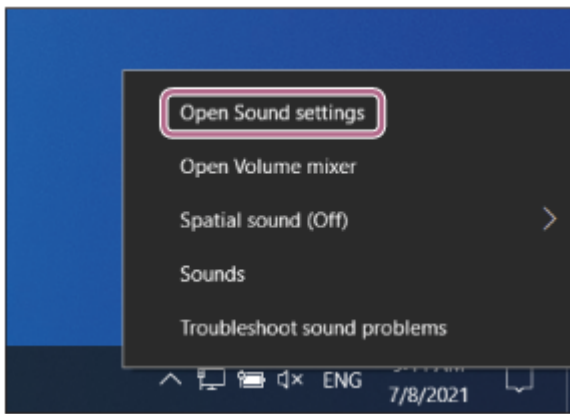 Open Sound settings
Open Volume mixer
Spatial sound (Off)
Sounds
Troubleshoot sound problems
ENG
7/8/2021